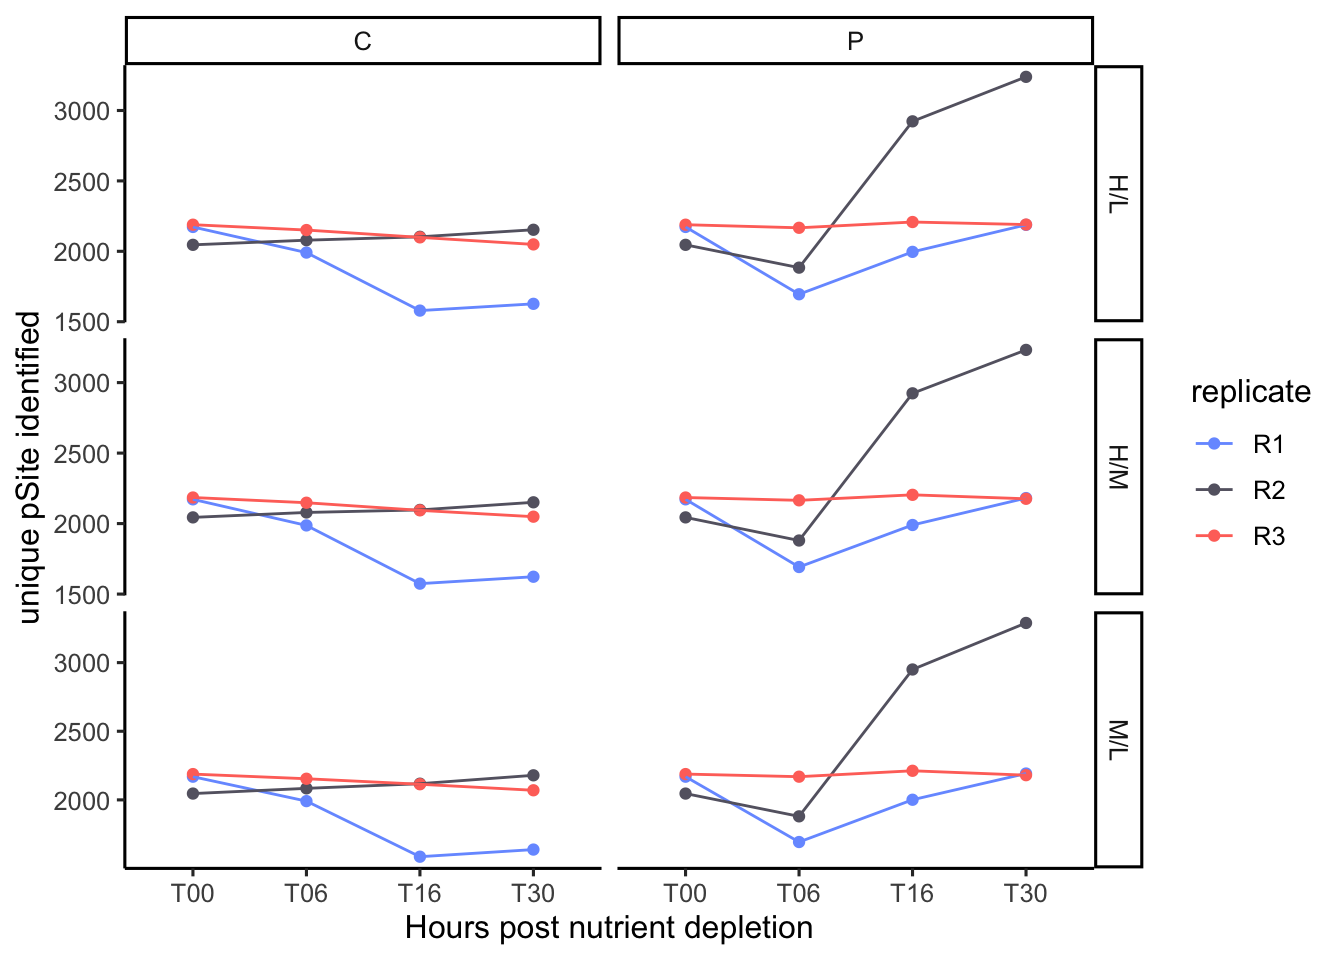 C
P
3000
2500
2000
1500
H/L
3000
2500
2000
1500
H/M
3000
2500
2000
M/L
T00 T06 T16 T30
T00 T06 T16 T30
Hours post nutrient depletion
unique pSite identified
replicate
R1
R2
R3